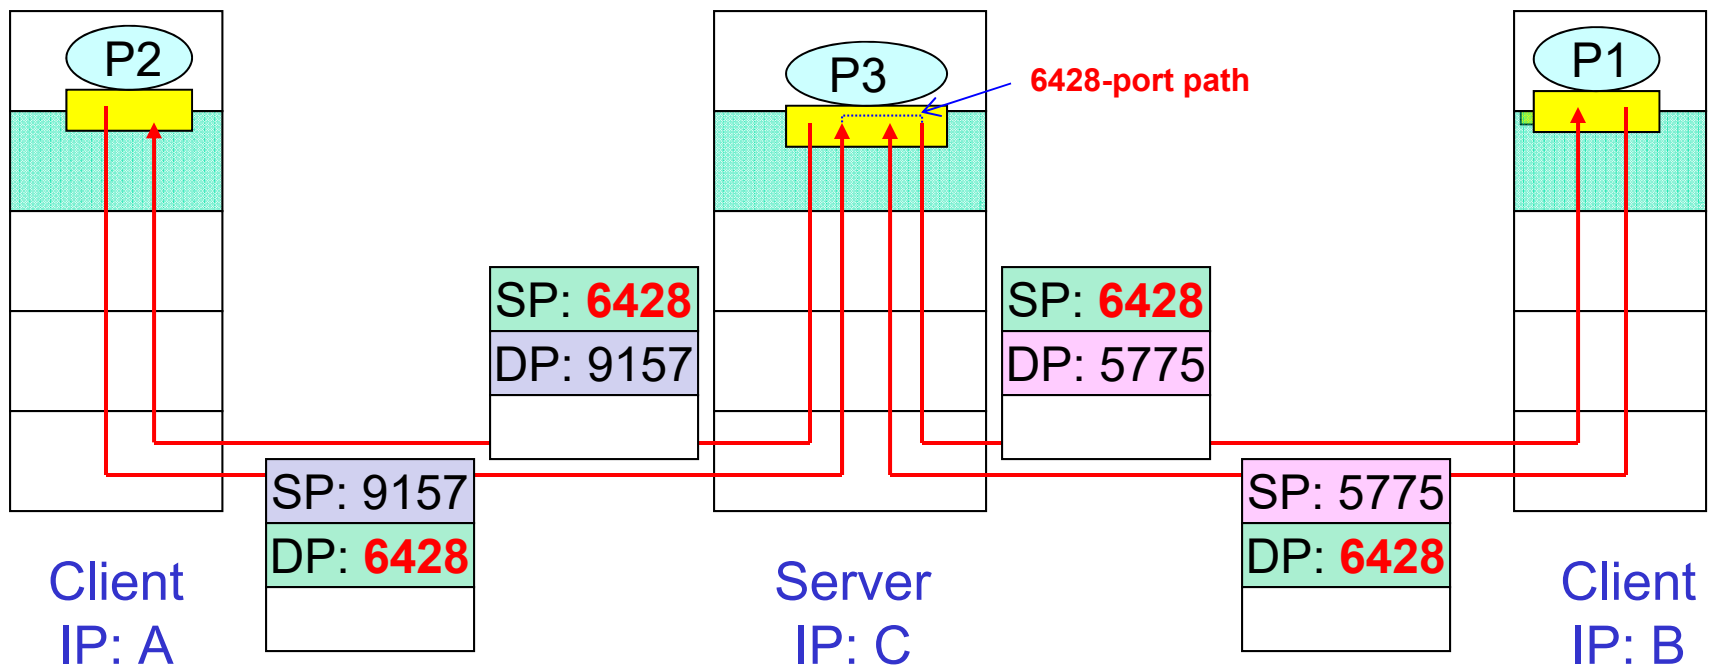 P2
P3
P1
6428-port path
SP: 6428
DP: 9157
SP: 6428
DP: 5775
SP: 9157
DP: 6428
SP: 5775
DP: 6428
Client
IP: A
Server
IP: C
Client
IP: B